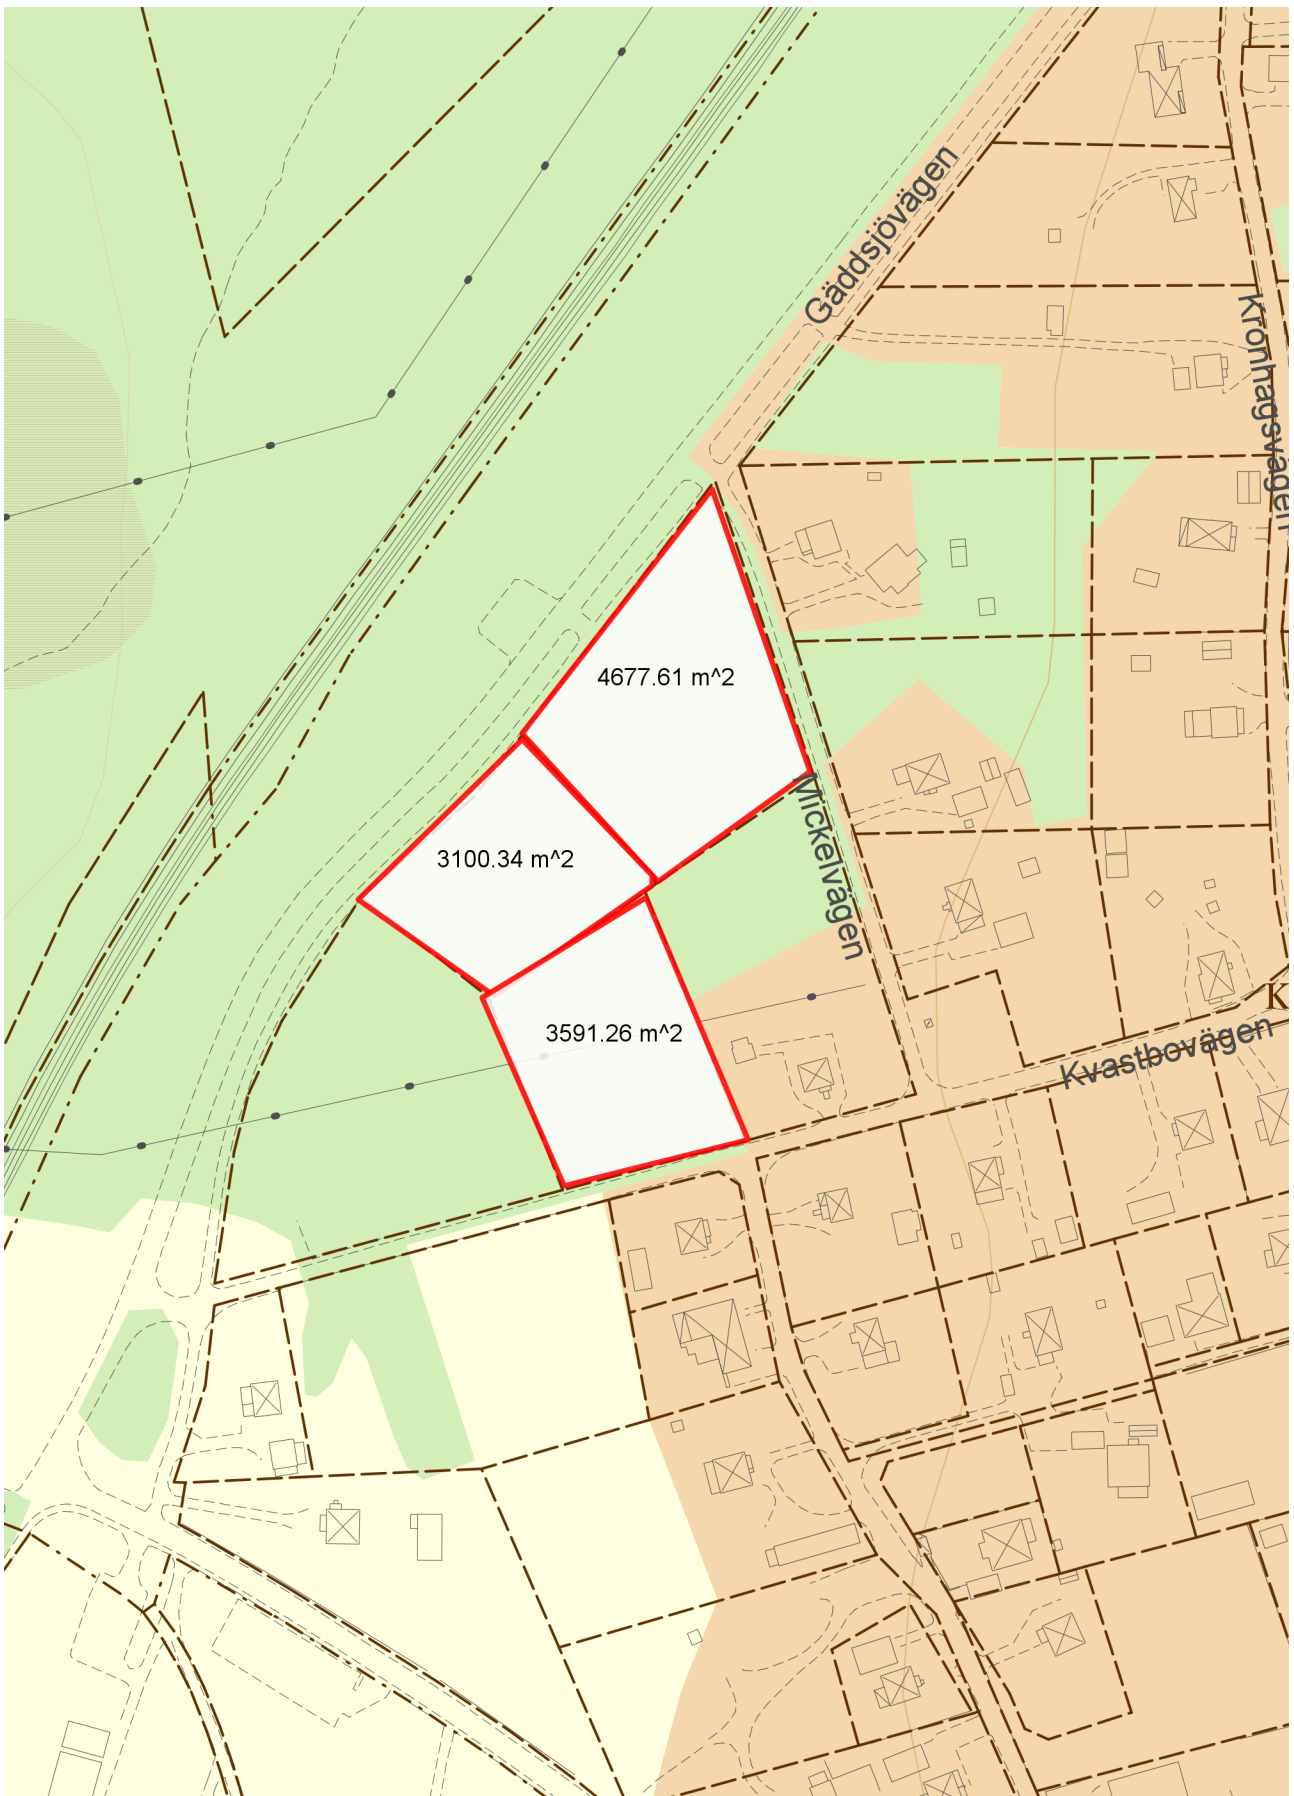 Gäddsjövägen
Kronhagsvägen
4677.61 m^2
3100.34 m^2
Mickelvägen
K
3591.26 m^2
Kvastbovägen